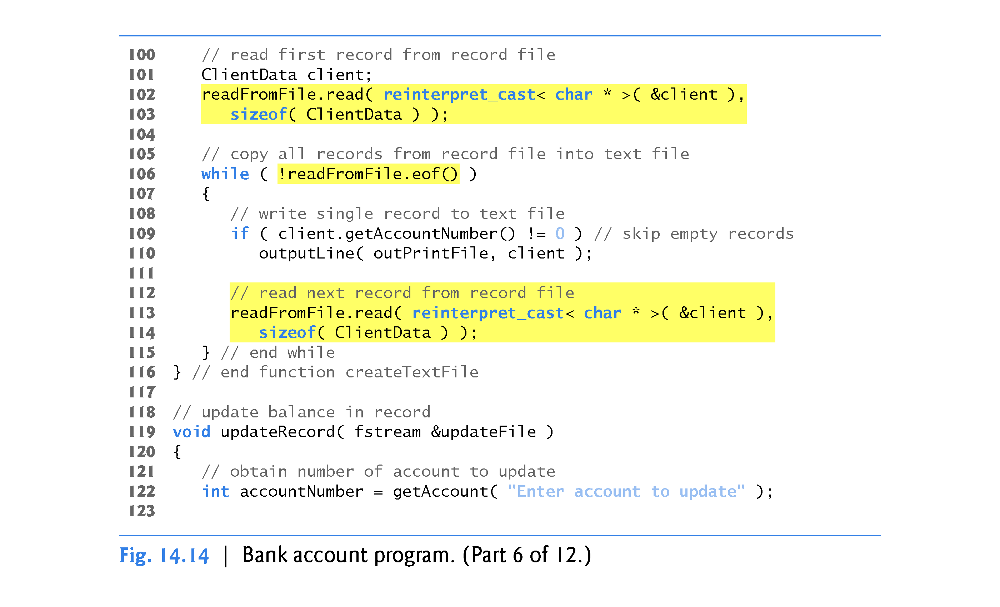 100 // read first record from record file
101 ClientData client;
102 readFromFile.read( reinterpret_cast< char * >( &client ),
103 sizeof( ClientData ) );
104
105 // copy all records from record file into text file
106 while ( !readFromFile.eof() )
107 {
108 // write single record to text file
109 if ( client.getAccountNumber() != 0 ) // skip empty records
110 outputLine( outPrintFile, client );
111
112 // read next record from record file
113 readFromFile.read( reinterpret_cast< char * >( &client ),
114 sizeof( ClientData ) );
115 } // end while
116 } // end function createTextFile
117
118 // update balance in record
119 void updateRecord( fstream &updateFile )
120 {
121 // obtain number of account to update
122 int accountNumber = getAccount( "Enter account to update" );
123
Fig. 14.14 | Bank account program. (Part 6 of 12.)